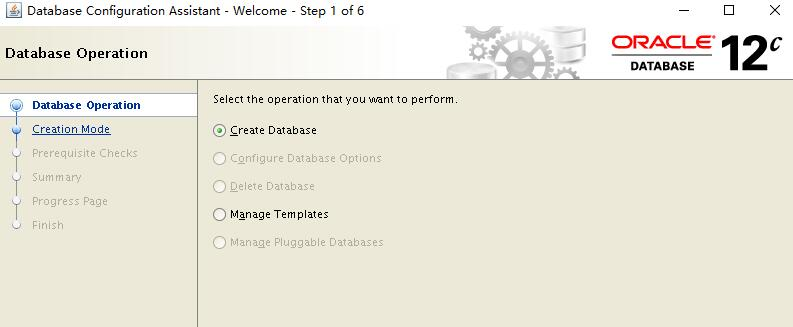 Database Configuration Assistant - Welcome - Step 1 of 6
Database Operation
ORACLE
DATABASE
12c
Database Operation
Creation Mode
Prerequisite Checks
Summary
Progress Page
Finish
Select the operation that you want to perform.
Create Database
Configure Database Options
Delete Database
Manage Templates
Manage Pluggable Databases